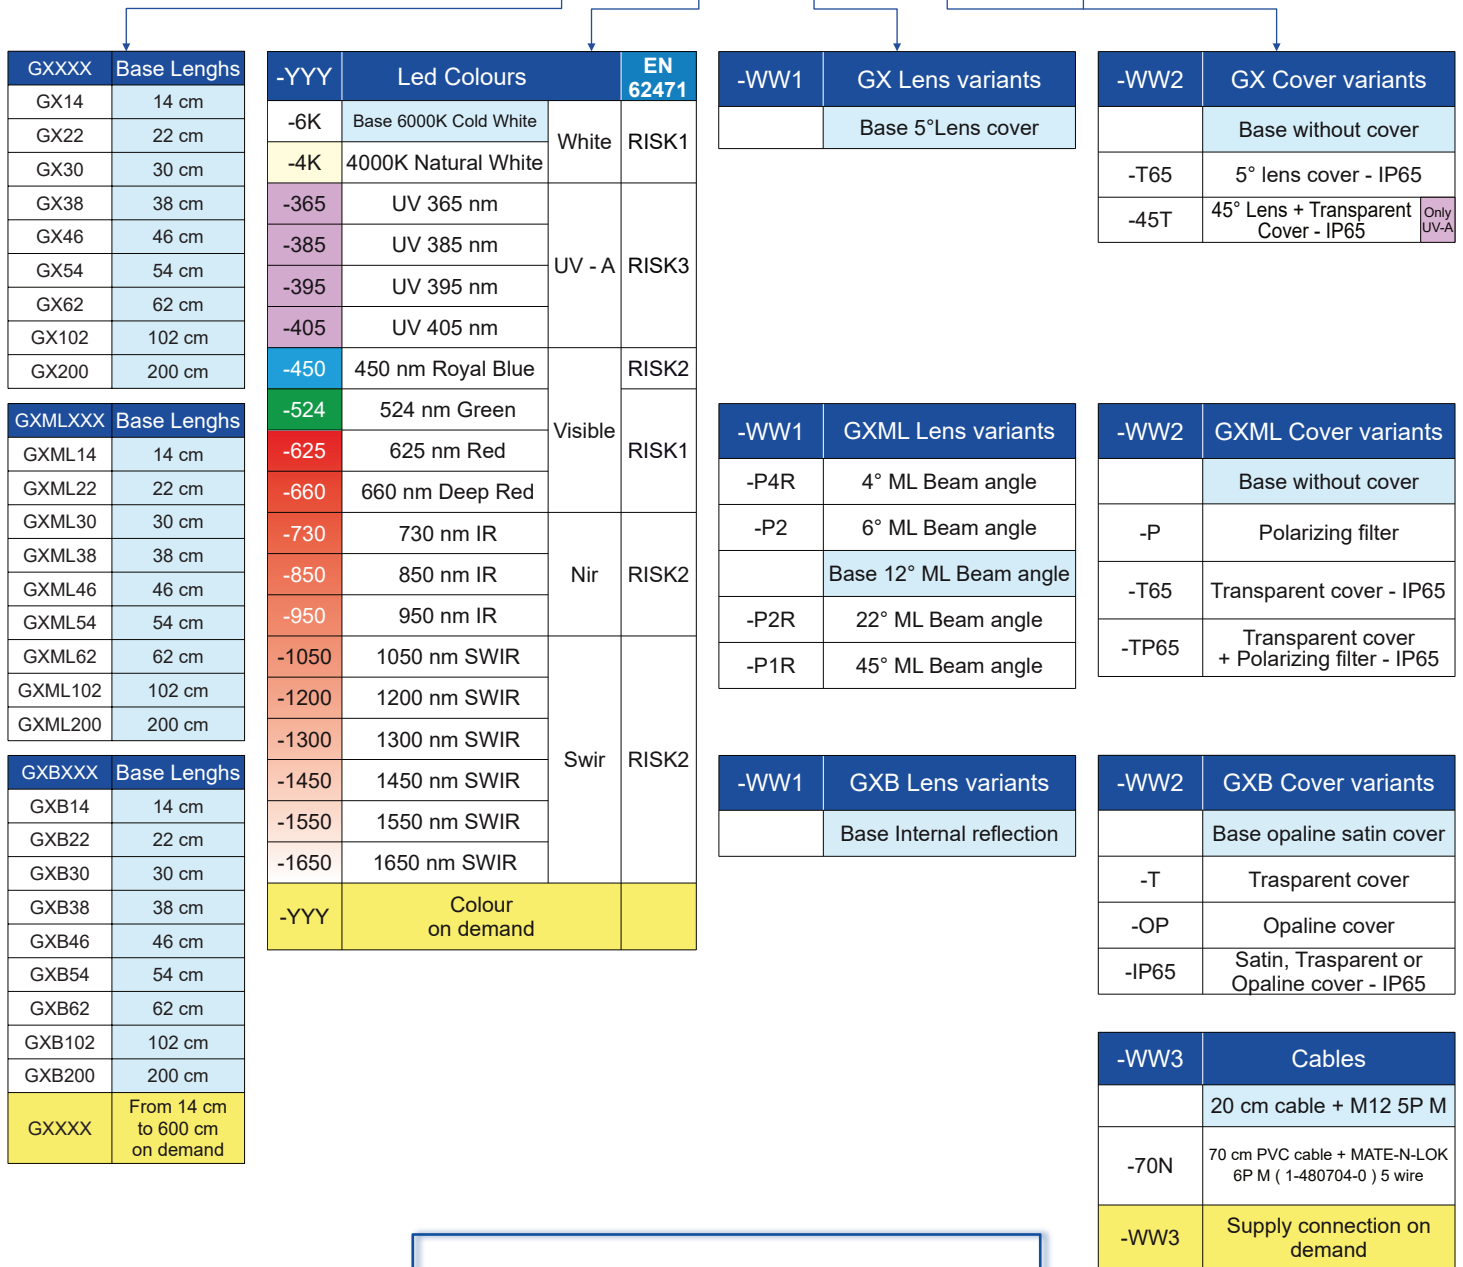 GXXXX Base Lenghs
GX14 14 cm
GX22 22 cm
GX30 30 cm
GX38 38 cm
GX46 46 cm
GX54 54 cm
GX62 62 cm
GX102 102 cm
GX200 200 cm
GXMLXXX Base Lenghs
GXML14 14 cm
GXML22 22 cm
GXML30 30 cm
GXML38 38 cm
GXML46 46 cm
GXML54 54 cm
GXML62 62 cm
GXML102 102 cm
GXML200 200 cm
GXBXXX Base Lenghs
GXB14 14 cm
GXB22 22 cm
GXB30 30 cm
GXB38 38 cm
GXB46 46 cm
GXB54 54 cm
GXB62 62 cm
GXB102 102 cm
GXB200 200 cm
GXXXX From 14 cm
to 600 cm
on demand
-YYY Led Colours EN
62471
-6K Base 6000K Cold White
White RISK1
-4K 4000K Natural White
-365 UV 365 nm
-385 UV 385 nm
UV - A RISK3
-395 UV 395 nm
-405 UV 405 nm
-450 450 nm Royal Blue RISK2
-524 524 nm Green
Visible
-625 625 nm Red RISK1
-660 660 nm Deep Red
-730 730 nm IR
-850 850 nm IR Nir RISK2
-950 950 nm IR
-1050 1050 nm SWIR
-1200 1200 nm SWIR
-1300 1300 nm SWIR
Swir RISK2
-1450 1450 nm SWIR
-1550 1550 nm SWIR
-1650 1650 nm SWIR
-YYY Colour
on demand
-WW1 GX Lens variants
Base 5°Lens cover
-WW1 GXML Lens variants
-P4R 4° ML Beam angle
-P2 6° ML Beam angle
Base 12° ML Beam angle
-P2R 22° ML Beam angle
-P1R 45° ML Beam angle
-WW1 GXB Lens variants
Base Internal reflection
-WW2 GX Cover variants
Base without cover
-T65 5° lens cover - IP65
-45T 45° Lens + Transparent
Cover - IP65
Only
UV-A
-WW2 GXML Cover variants
Base without cover
-P Polarizing filter
-T65 Transparent cover - IP65
-TP65 Transparent cover
+ Polarizing filter - IP65
-WW2 GXB Cover variants
Base opaline satin cover
-T Trasparent cover
-OP Opaline cover
-IP65 Satin, Trasparent or
Opaline cover - IP65
-WW3 Cables
20 cm cable + M12 5P M
-70N 70 cm PVC cable + MATE-N-LOK
6P M ( 1-480704-0 ) 5 wire
-WW3 Supply connection on
demand